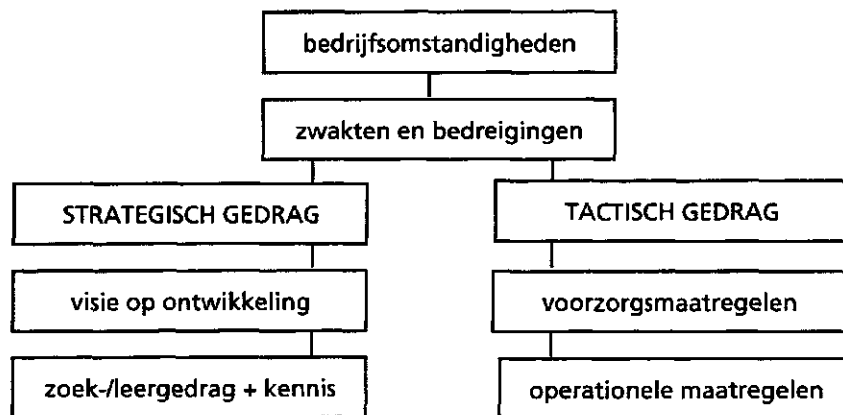 bedrijfsomstandigheden
zwakten en bedreigingen
STRATEGISCH GEDRAG
TACTISCH GEDRAG
visie op ontwikkeling
voorzorgsmaatregelen
zoek-/leergedrag + kennis
operationele maatregelen